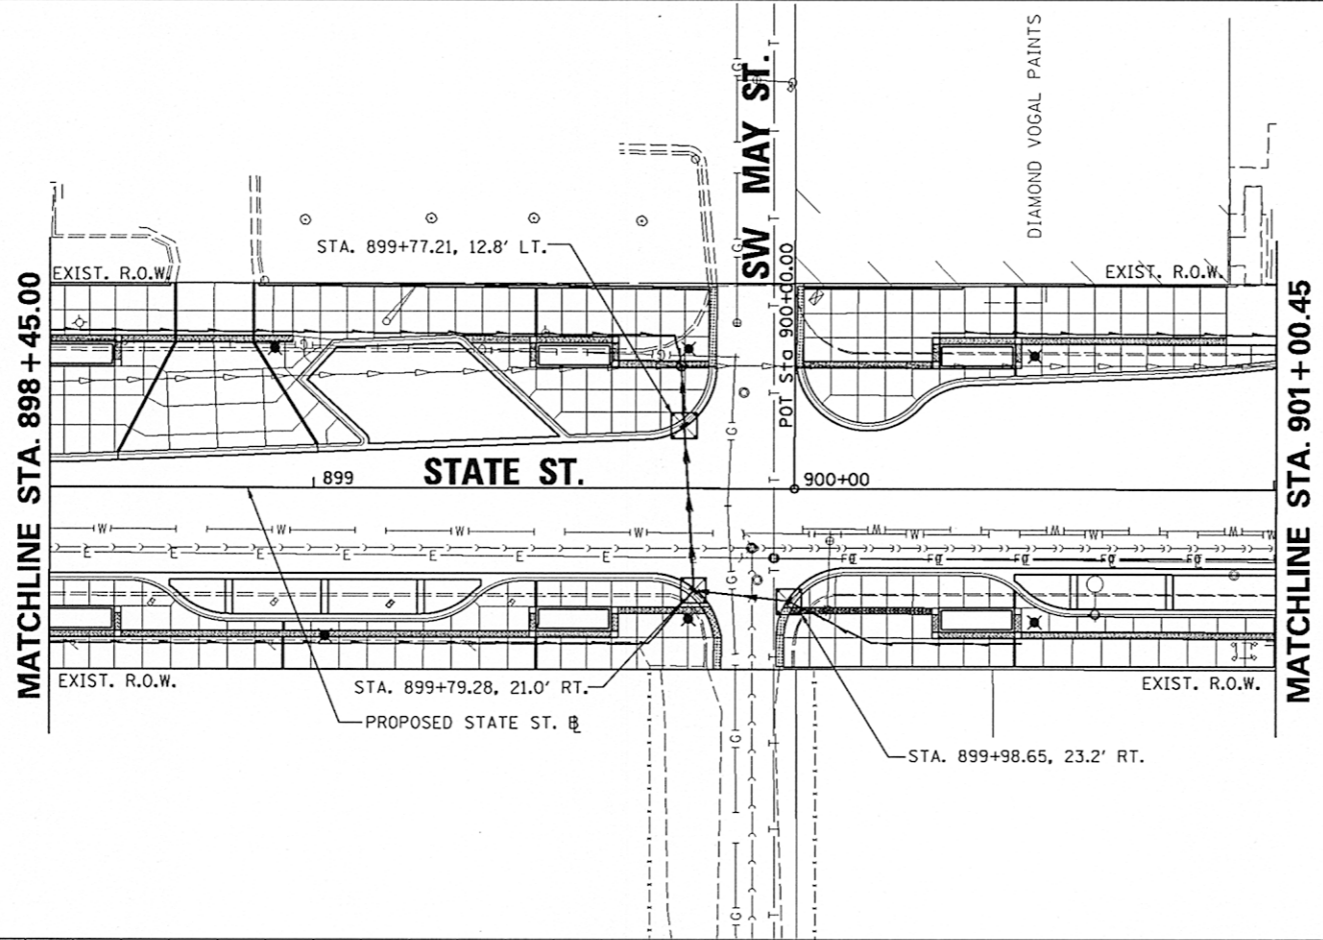 SW MAY ST.
DIAMOND VOGAL PAINTS
STA. 899+77.21, 12.8' LT.
EXIST. R.O.W.
EXIST. R.O.W.
POT Sta 900+00.00
MATCHLINE STA. 898+45.00
MATCHLINE STA. 901+00.45
899
STATE ST.
900+00
W W W W W W W W W
E E E E E E E
G G G G G G G
T T T T T
EXIST. R.O.W.
STA. 899+79.28, 21.0' RT.
EXIST. R.O.W.
PROPOSED STATE ST. BL
STA. 899+98.65, 23.2' RT.